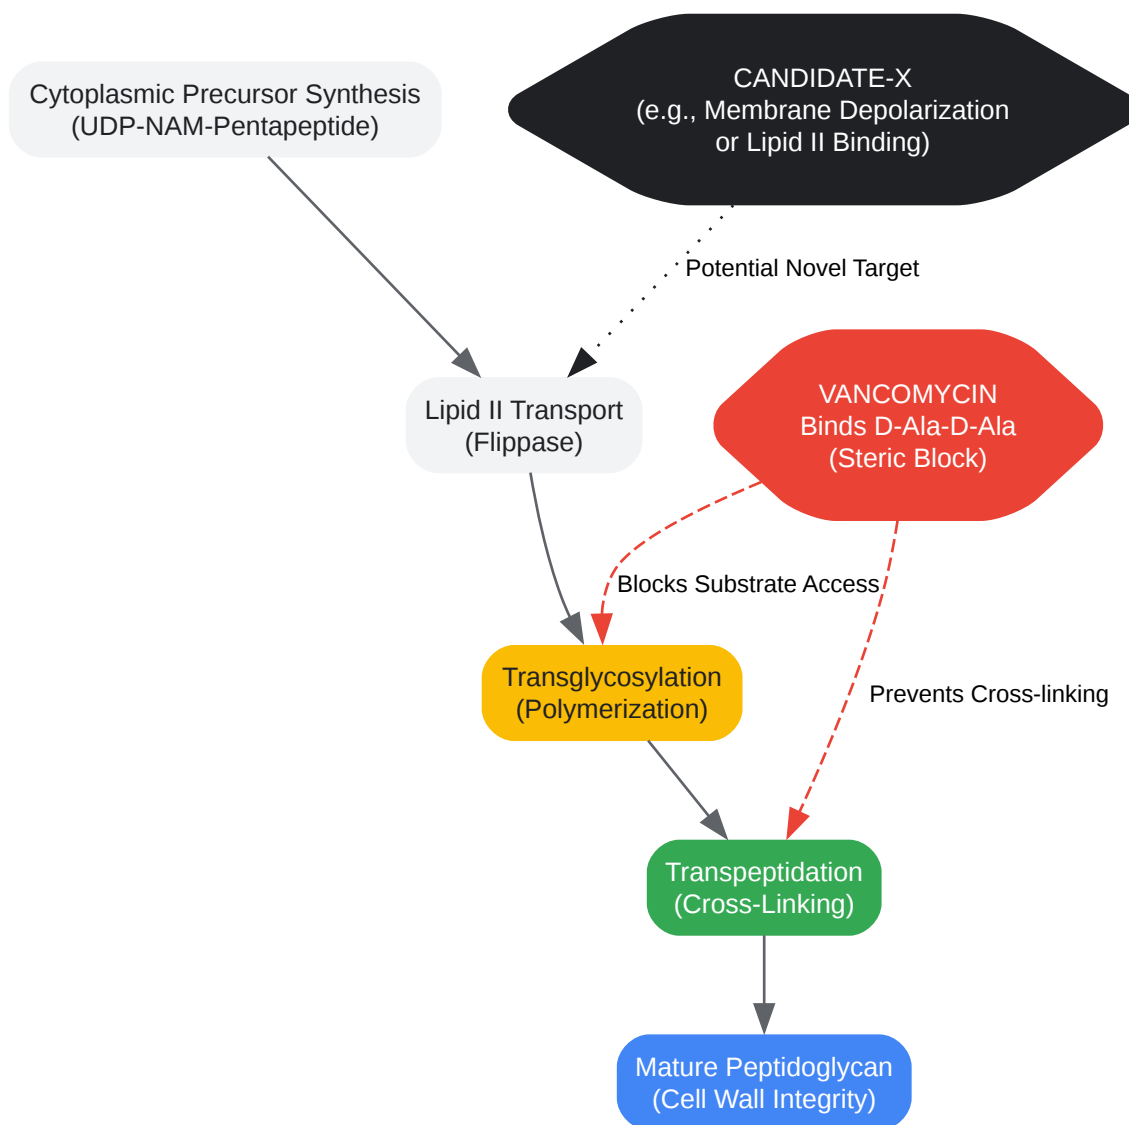 Cytoplasmic Precursor Synthesis
(UDP-NAM-Pentapeptide)
CANDIDATE-X
(e.g., Membrane Depolarization
or Lipid II Binding)
Potential Novel Target
Lipid II Transport
(Flippase)
VANCOMYCIN
Binds D-Ala-D-Ala
(Steric Block)
Blocks Substrate Access
Transglycosylation
(Polymerization)
Prevents Cross-linking
Transpeptidation
(Cross-Linking)
Mature Peptidoglycan
(Cell Wall Integrity)